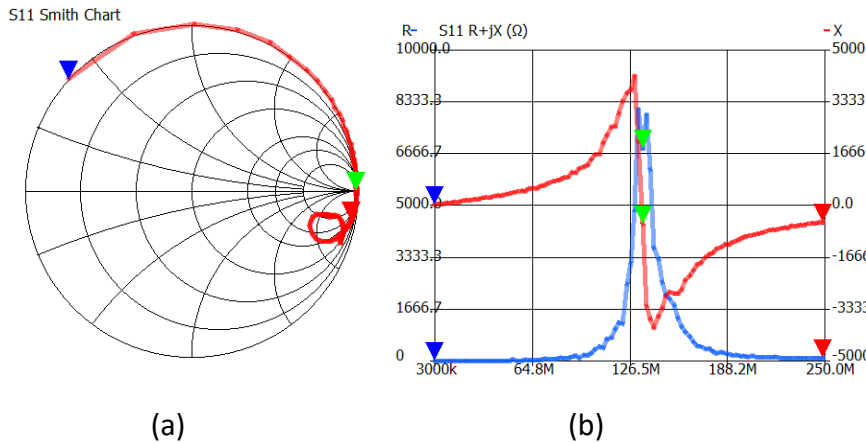 S11 Smith Chart
R- S11 R+jX (Ω) -X
10000.0 5000
8333.3 3333
6666.7 1666
5000.0 0.0
3333.3 -1666
1666.7 -3333
0 -5000
3000k 64.8M 126.5M 188.2M 250.0M
(a) (b)